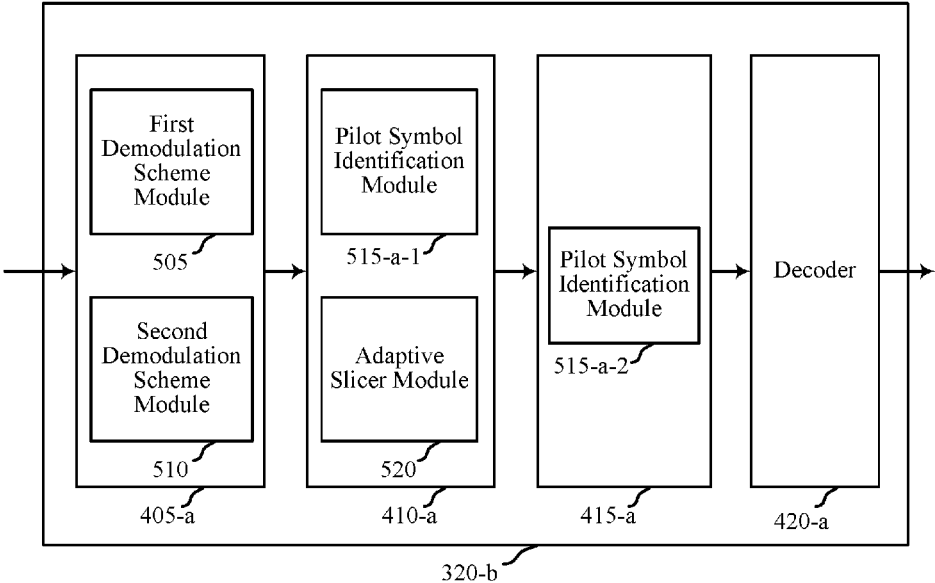 First
Demodulation
Scheme
Module
505
Second
Demodulation
Scheme
Module
510
405-a
Pilot Symbol
Identification
Module
515-a-1
Adaptive
Slicer Module
520
410-a
Pilot Symbol
Identification
Module
515-a-2
415-a
Decoder
420-a
320-b